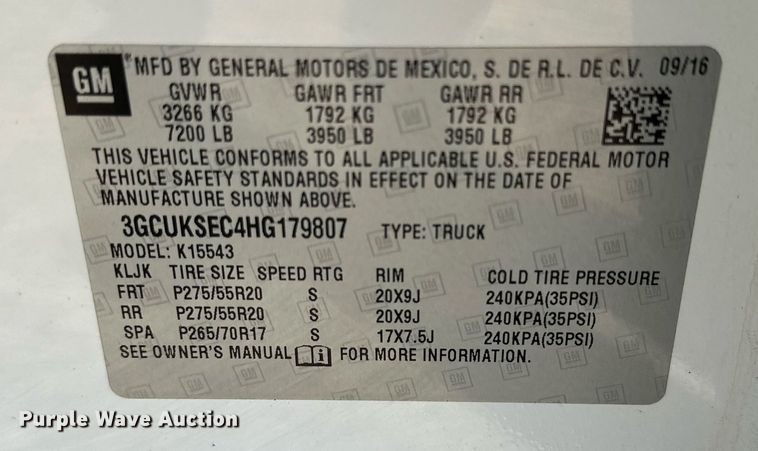 GM ®MFD BY GENERAL MOTORS DE MEXICO, S. DE R.L. DE C.V. 09/16
GVWR GAWR FRT GAWR RR
3266 KG 1792 KG 1792 KG
7200 LB 3950 LB 3950 LB
THIS VEHICLE CONFORMS TO ALL APPLICABLE U.S. FEDERAL MOTOR
VEHICLE SAFETY STANDARDS IN EFFECT ON THE DATE OF
MANUFACTURE SHOWN ABOVE.
3GCUKSEC4HG179807 TYPE: TRUCK
MODEL: K15543
KLJK TIRE SIZE SPEED RTG RIM COLD TIRE PRESSURE
FRT P275/55R20 S 20X9J 240KPA(35PSI)
RR P275/55R20 S 20X9J 240KPA(35PSI)
SPA P265/70R17 S 17X7.5J 240KPA(35PSI)
SEE OWNER'S MANUAL i FOR MORE INFORMATION.
Purple Wave Auction